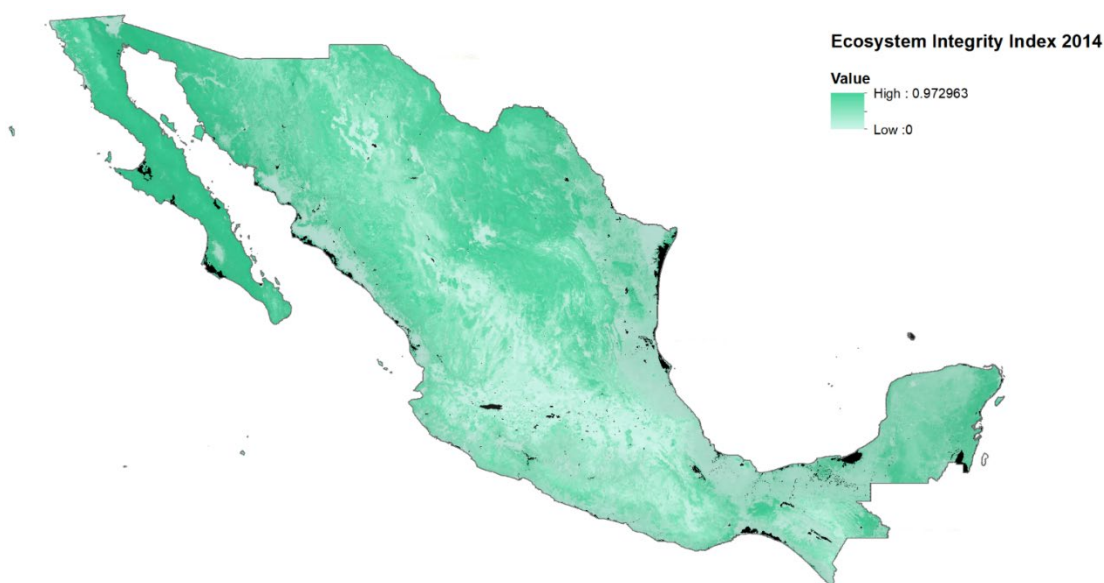 Ecosystem Integrity Index 2014
Value
High : 0.972963
Low :0